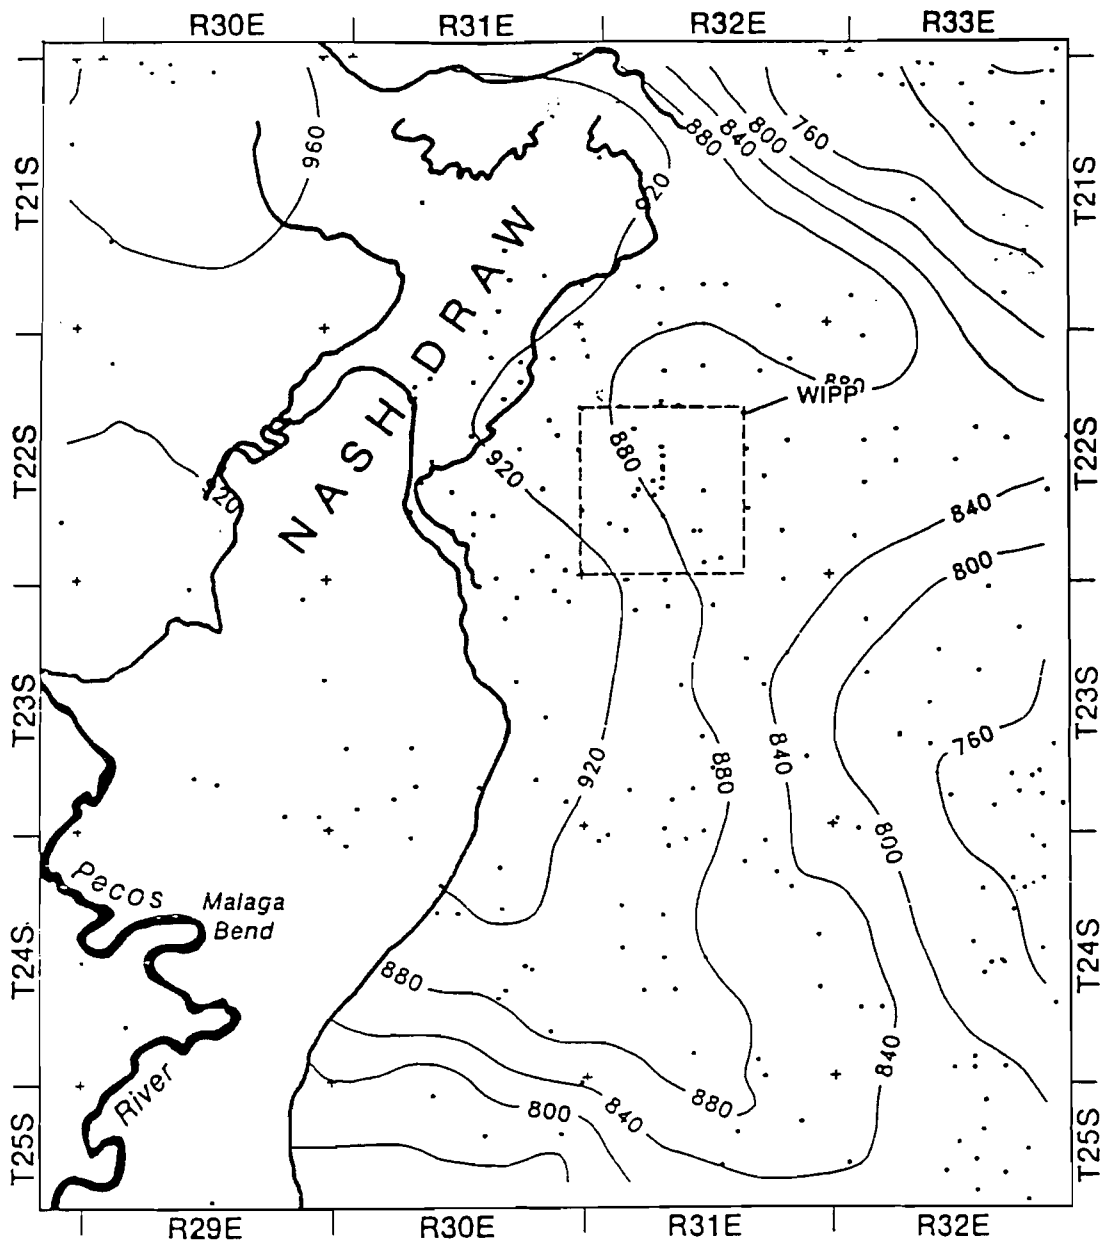 R30E R31E R32E R33E
T21S
T21S
960
880
840
800
760
920
NASH DRAW
880
WIPP
T22S
T22S
920
920
880
840
800
T23S
T23S
760
920
880
840
800
Pecos
Malaga
Bend
River
T24S
T24S
880
840
880
840
800
T25S
T25S
R29E R30E R31E R32E